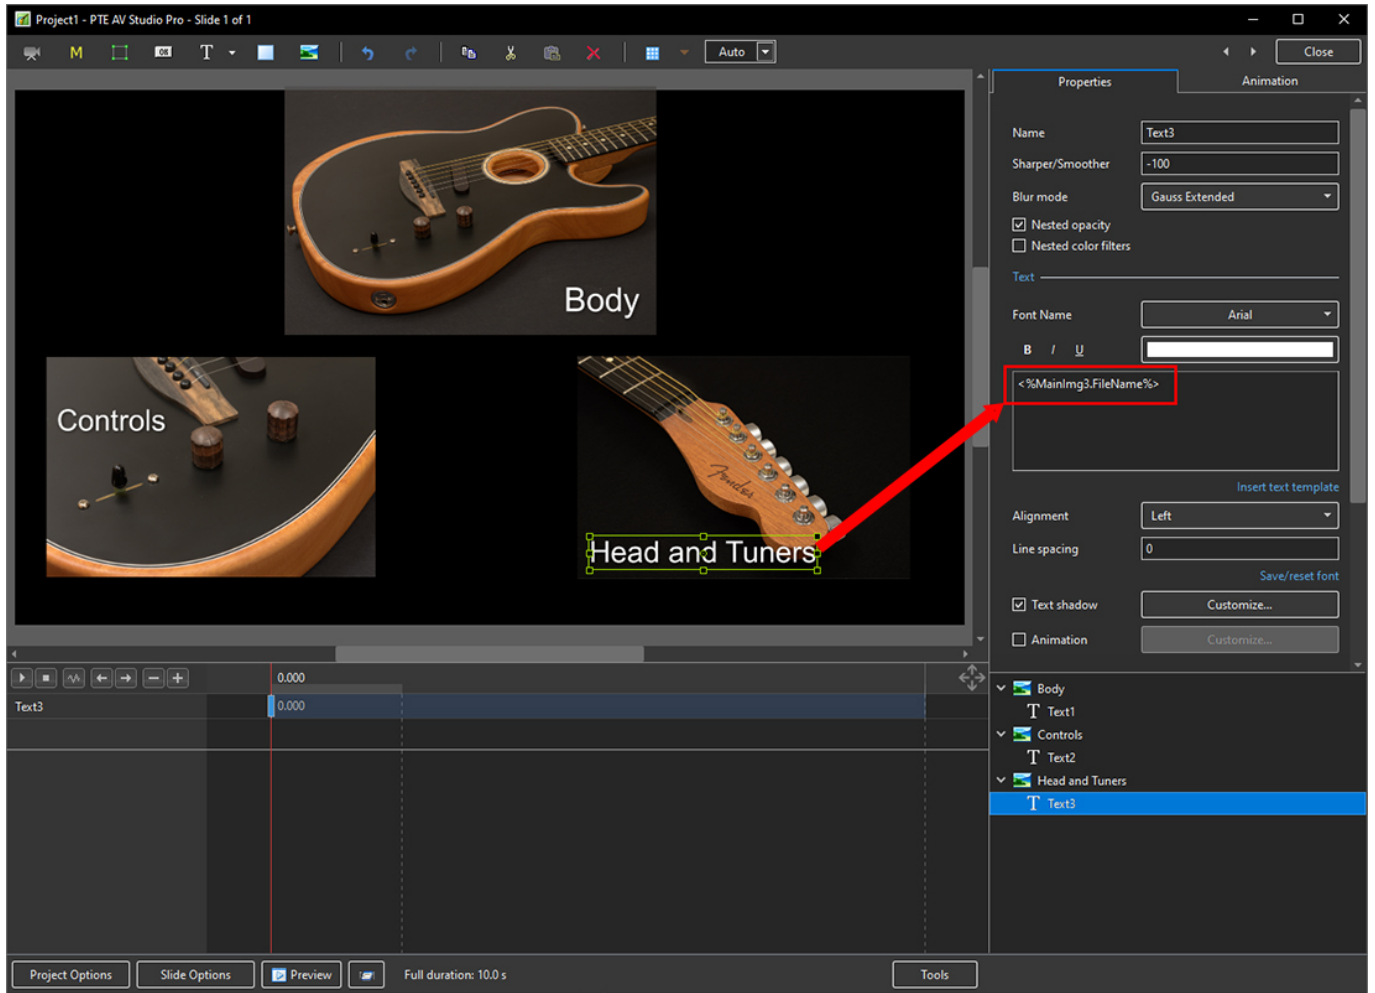 Project1 - PTE AV Studio Pro - Slide 1 of 1
M OK T Auto Close
Properties Animation
Name Text3
Sharper/Smoother -100
Blur mode Gauss Extended
Nested opacity
Nested color filters
Text
Font Name Arial
B I U
<%MainImg3.FileName%>
Insert text template
Alignment Left
Line spacing 0
Save/reset font
Text shadow Customize...
Animation Customize...
Body
Controls
Fender
Head and Tuners
0.000
Text3 0.000
Body
T Text1
Controls
T Text2
Head and Tuners
T Text3
Project Options Slide Options Preview Full duration: 10.0 s Tools